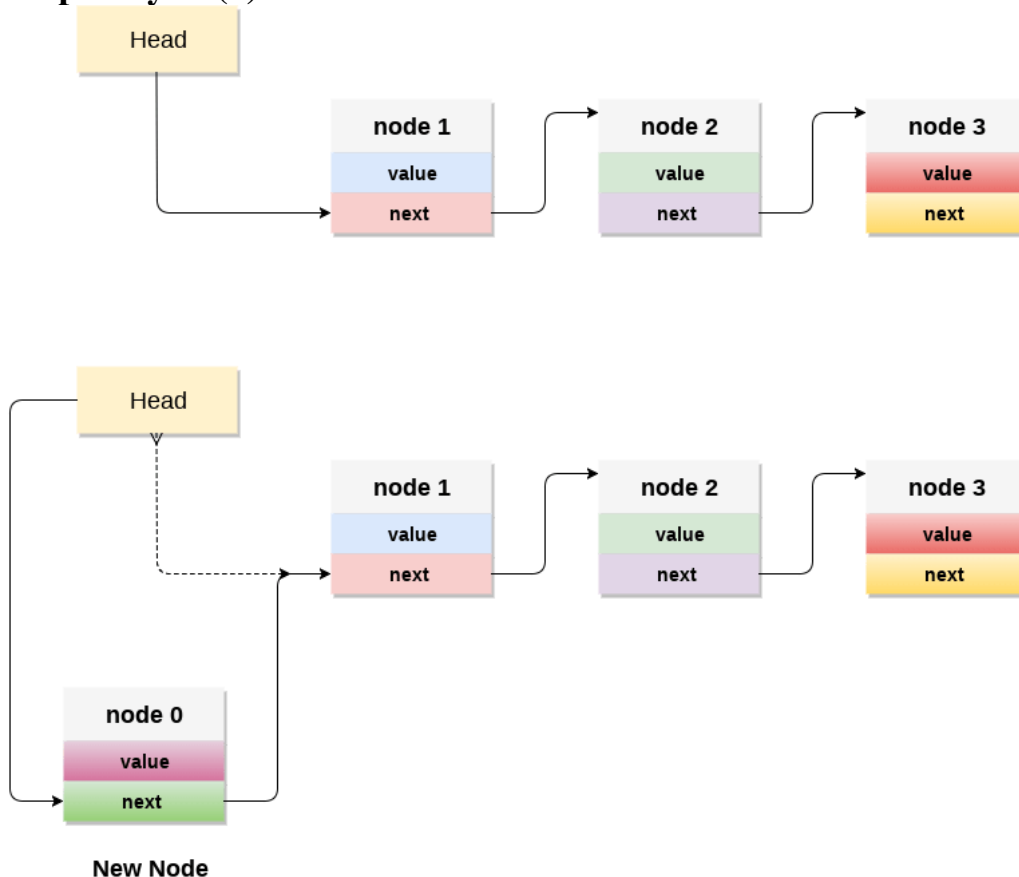 Head
node 1
node 2
node 3
value
value
value
next
next
next
Head
node 1
node 2
node 3
value
value
value
next
next
next
node 0
value
next
New Node